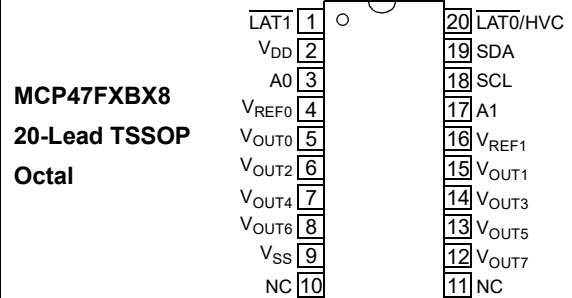 LAT1 1 20 LAT0/HVC
VDD 2 19 SDA
A0 3 18 SCL
MCP47FXBX8
VREF0 4 17 A1
20-Lead TSSOP
VOUT0 5 16 VREF1
Octal
VOUT2 6 15 VOUT1
VOUT4 7 14 VOUT3
VOUT6 8 13 VOUT5
VSS 9 12 VOUT7
NC 10 11 NC